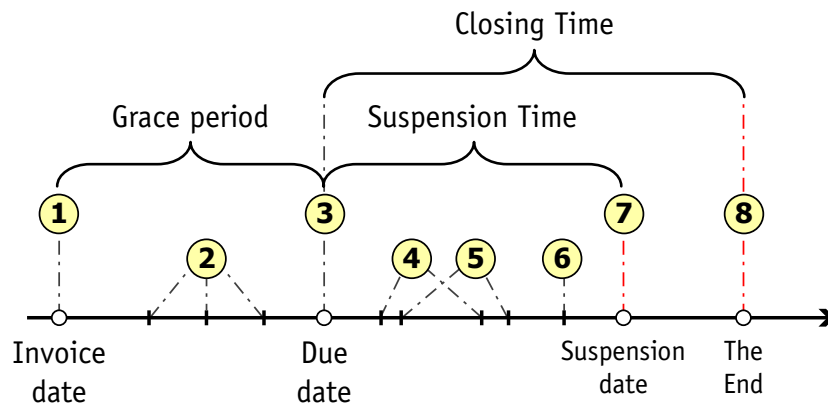 Closing Time
Grace period
Suspension Time
1
3
7
8
2
4
5
6
Invoice
date
Due
date
Suspension
date
The
End